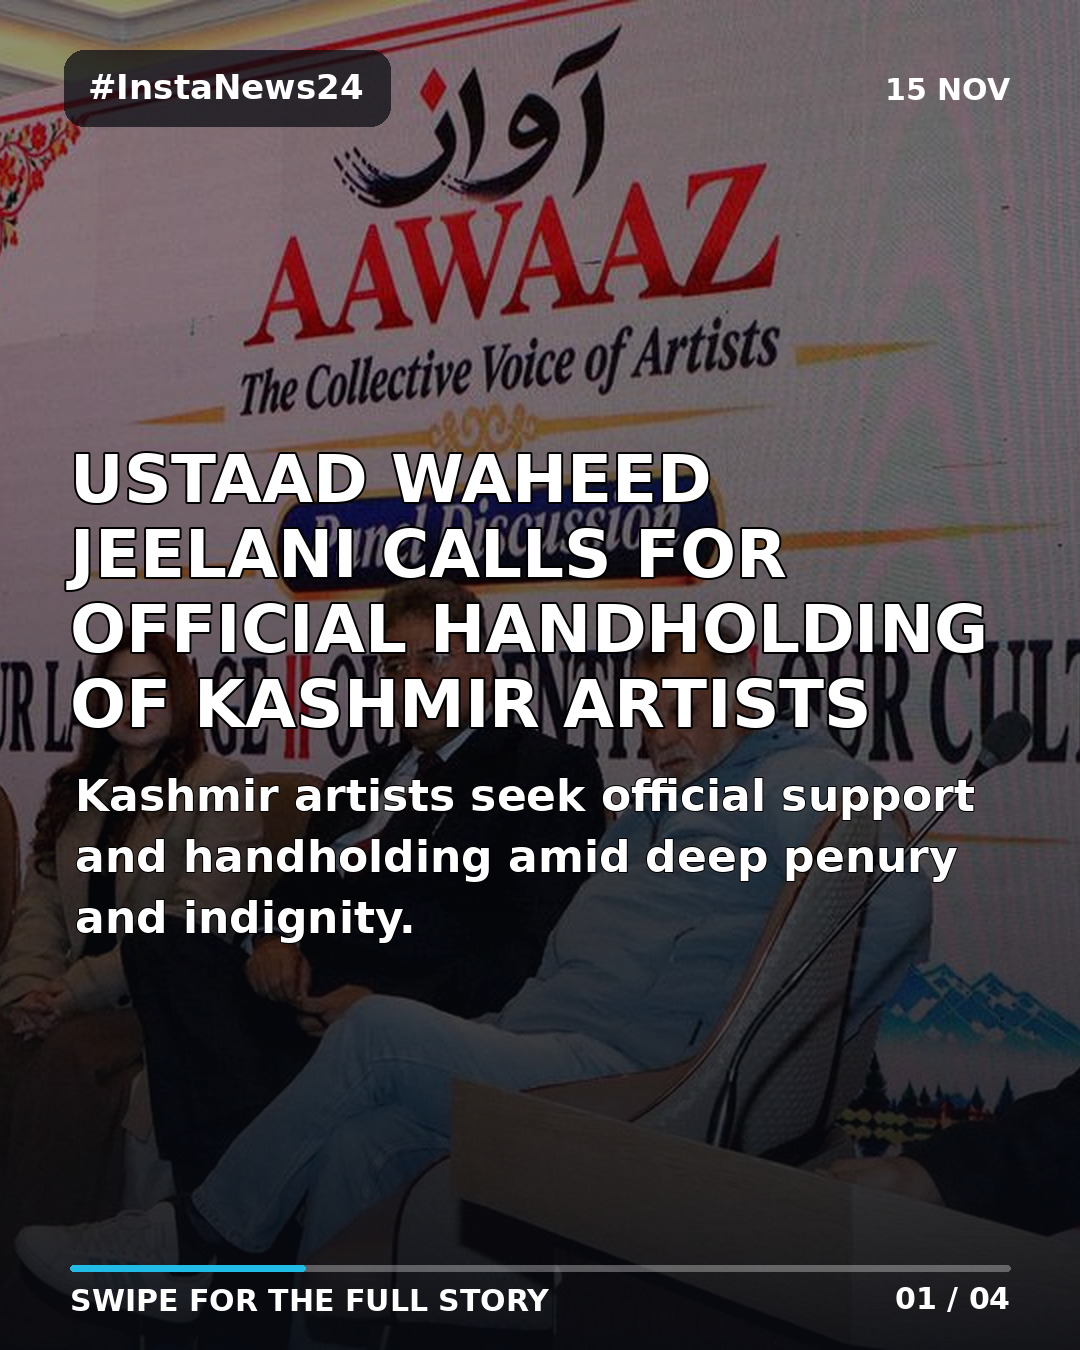 #InstaNews24
15 NOV
آواز
AAWAAZ
The Collective Voice of Artists
Panel Discussion
USTAAD WAHEED
JEELANI CALLS FOR
OFFICIAL HANDHOLDING
OF KASHMIR ARTISTS
Kashmir artists seek official support
and handholding amid deep penury
and indignity.
SWIPE FOR THE FULL STORY
01 / 04